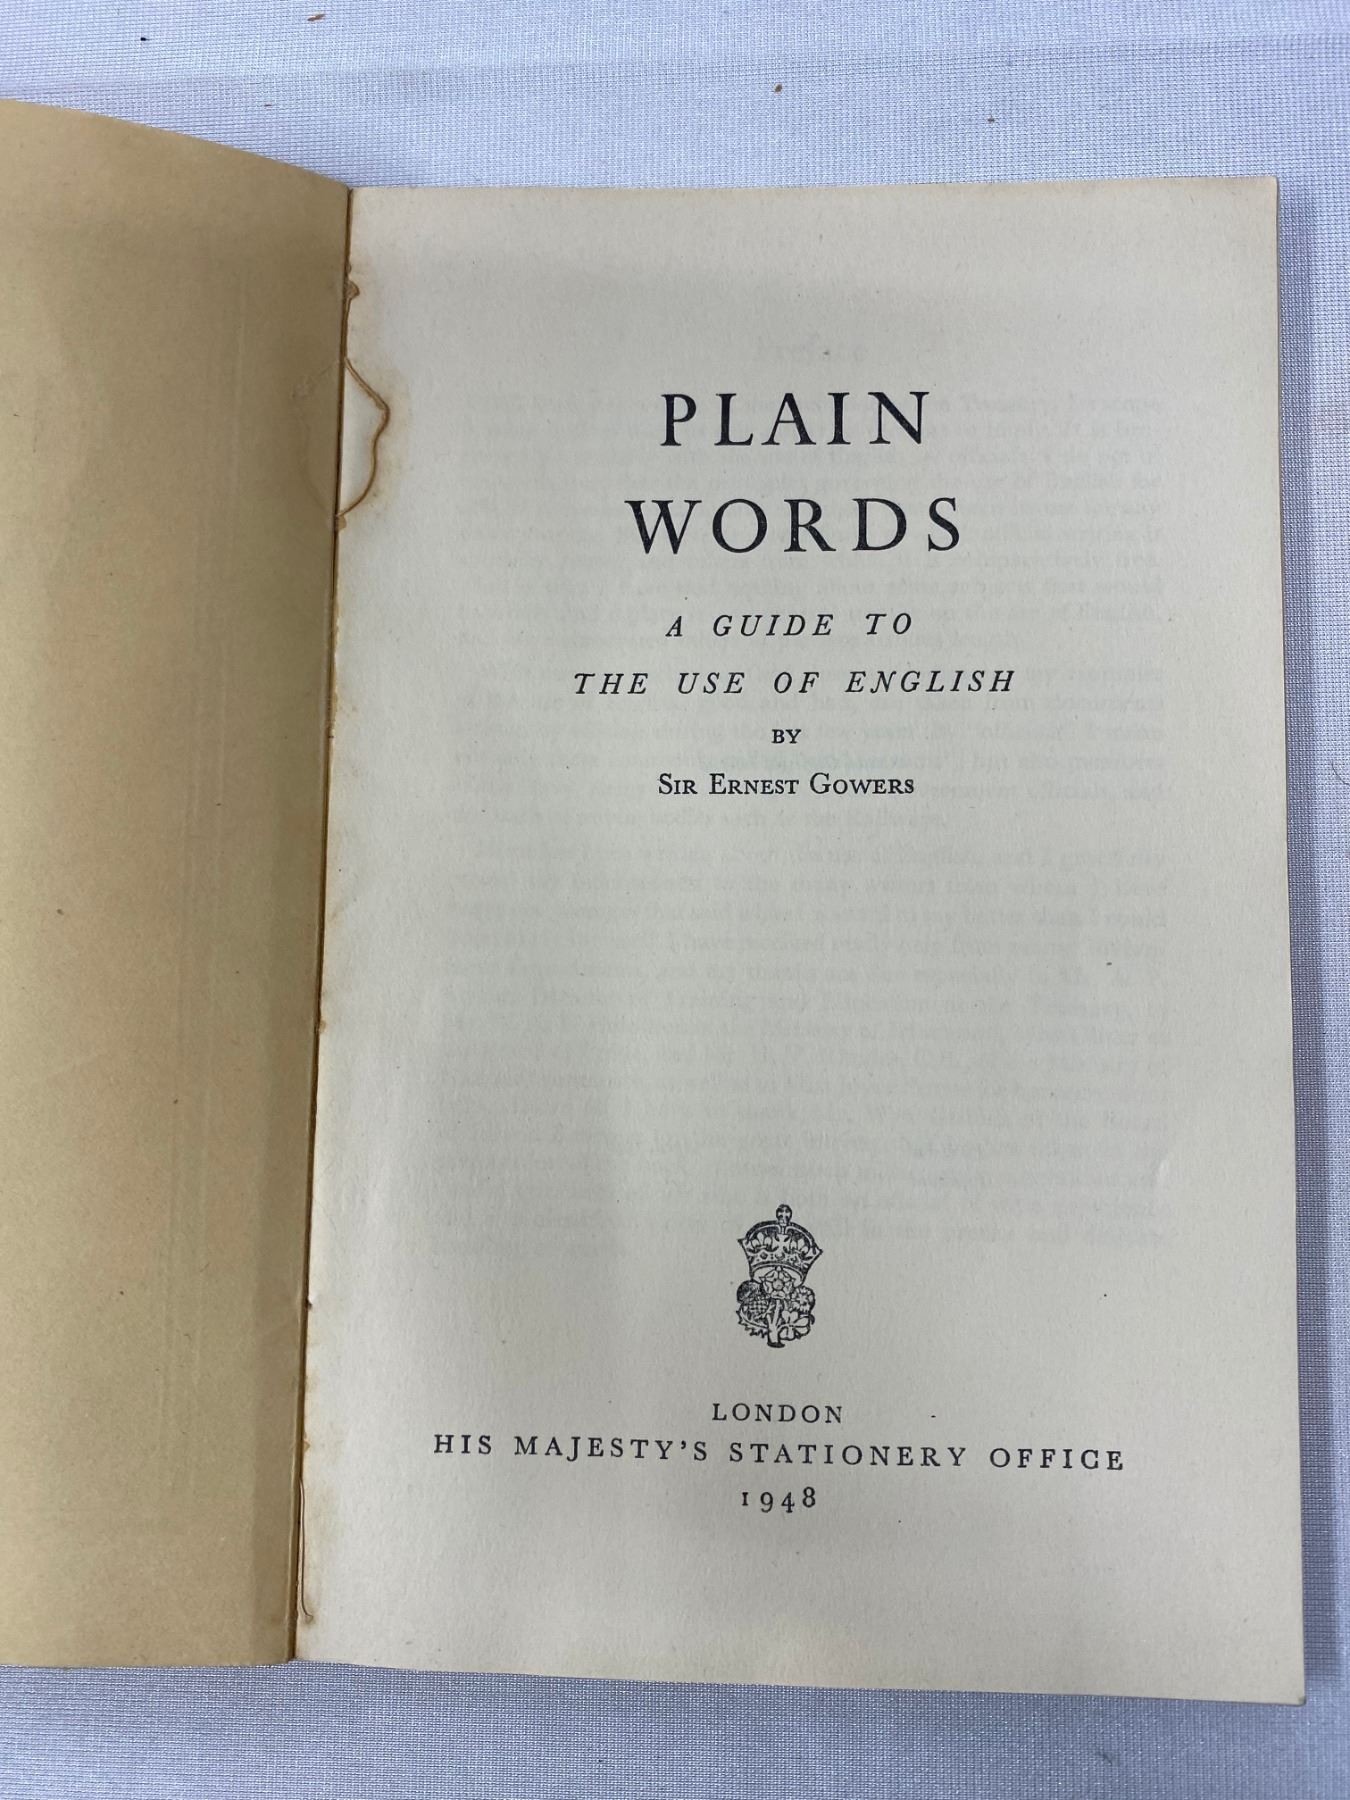 PLAIN
WORDS
A GUIDE TO
THE USE OF ENGLISH
BY
SIR ERNEST GOWERS
LONDON
HIS MAJESTY'S STATIONERY OFFICE
1948